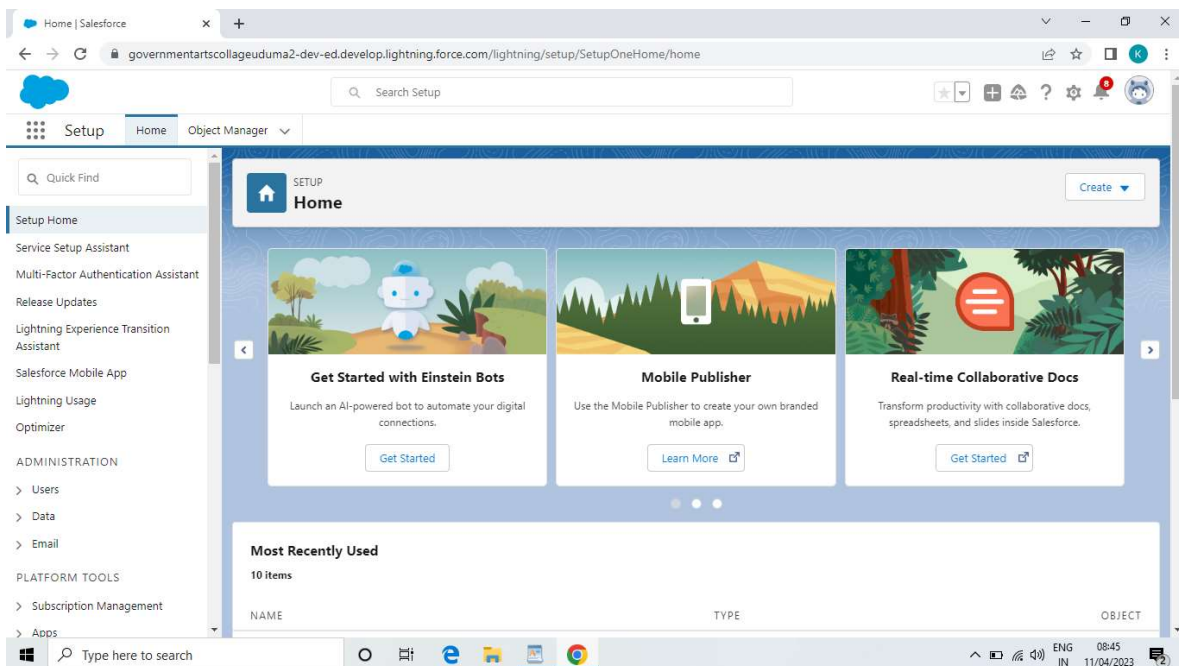 Home | Salesforce
governmentartscollageuduma2-dev-ed.develop.lightning.force.com/lightning/setup/SetupOneHome/home
K
Search Setup
8
Setup
Home
Object Manager
Quick Find
Setup Home
Service Setup Assistant
Multi-Factor Authentication Assistant
Release Updates
Lightning Experience Transition
Assistant
Salesforce Mobile App
Lightning Usage
Optimizer
ADMINISTRATION
Users
Data
Email
PLATFORM TOOLS
Subscription Management
Apps
SETUP
Home
Create
Get Started with Einstein Bots
Launch an AI-powered bot to automate your digital
connections.
Get Started
Mobile Publisher
Use the Mobile Publisher to create your own branded
mobile app.
Learn More
Real-time Collaborative Docs
Transform productivity with collaborative docs,
spreadsheets, and slides inside Salesforce.
Get Started
Most Recently Used
10 items
NAME TYPE OBJECT
Type here to search
ENG
IN
08:45
11/04/2023
2